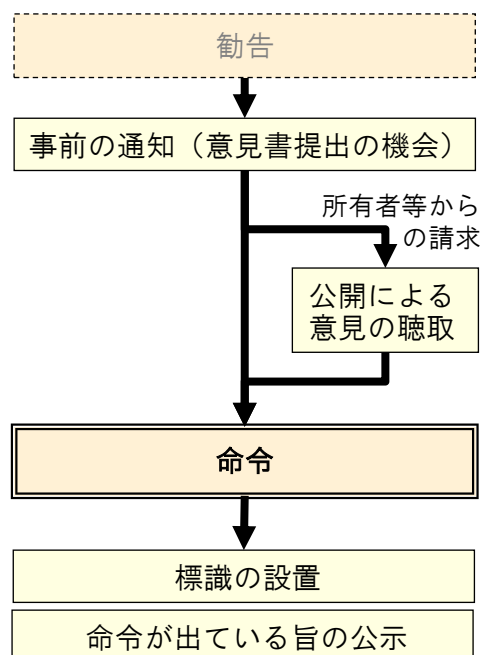 勧告
事前の通知（意見書提出の機会）
所有者等から
の請求
公開による
意見の聴取
命令
標識の設置
命令が出ている旨の公示